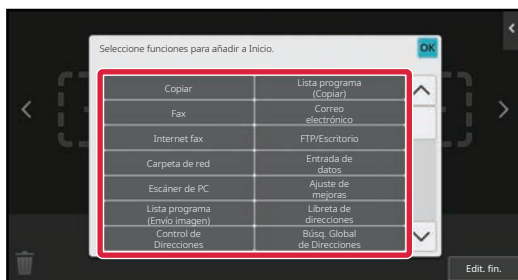 Seleccione funciones para añadir a Inicio.
OK
Copiar
Lista programa
(Copiar)
Fax
Correo
electrónico
Internet fax
FTP/Escritorio
Carpeta de red
Entrada de
datos
Escáner de PC
Ajuste de
mejoras
Lista programa
(Envío imagen)
Libreta de
direcciones
Control de
Direcciones
Búsq. Global
de Direcciones
Edit. fin.